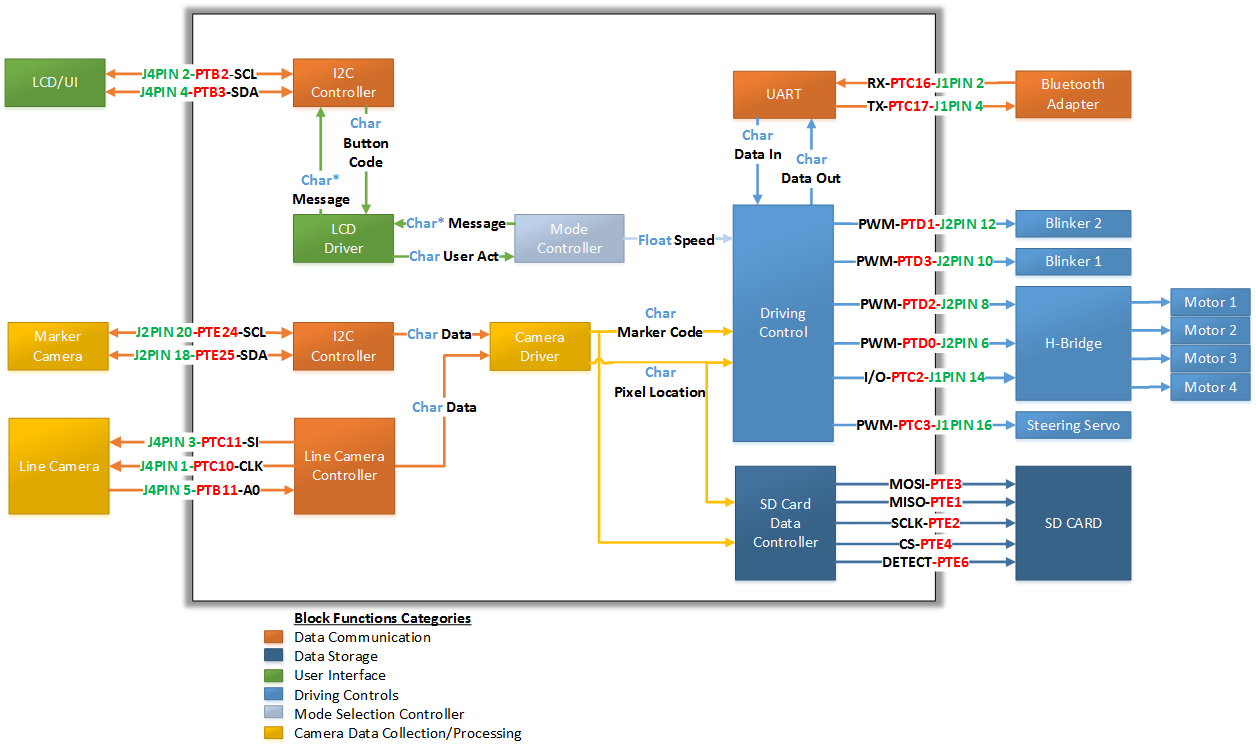 LCD/UI
J4PIN 2-PTB2-SCL
J4PIN 4-PTB3-SDA
I2C
Controller
UART
RX-PTC16-J1PIN 2
TX-PTC17-J1PIN 4
Bluetooth
Adapter
Char
Button
Code
Char*
Message
Char
Data In
Char
Data Out
LCD
Driver
Char* Message
Char User Act
Mode
Controller
Float Speed
Driving
Control
PWM-PTD1-J2PIN 12
Blinker 2
PWM-PTD3-J2PIN 10
Blinker 1
PWM-PTD2-J2PIN 8
PWM-PTD0-J2PIN 6
I/O-PTC2-J1PIN 14
H-Bridge
Motor 1
Motor 2
Motor 3
Motor 4
PWM-PTC3-J1PIN 16
Steering Servo
Marker
Camera
J2PIN 20-PTE24-SCL
J2PIN 18-PTE25-SDA
I2C
Controller
Char Data
Camera
Driver
Char
Marker Code
Char
Pixel Location
Char Data
Line Camera
J4PIN 3-PTC11-SI
J4PIN 1-PTC10-CLK
J4PIN 5-PTB11-A0
Line Camera
Controller
SD Card
Data
Controller
MOSI-PTE3
MISO-PTE1
SCLK-PTE2
CS-PTE4
DETECT-PTE6
SD CARD
Block Functions Categories
Data Communication
Data Storage
User Interface
Driving Controls
Mode Selection Controller
Camera Data Collection/Processing